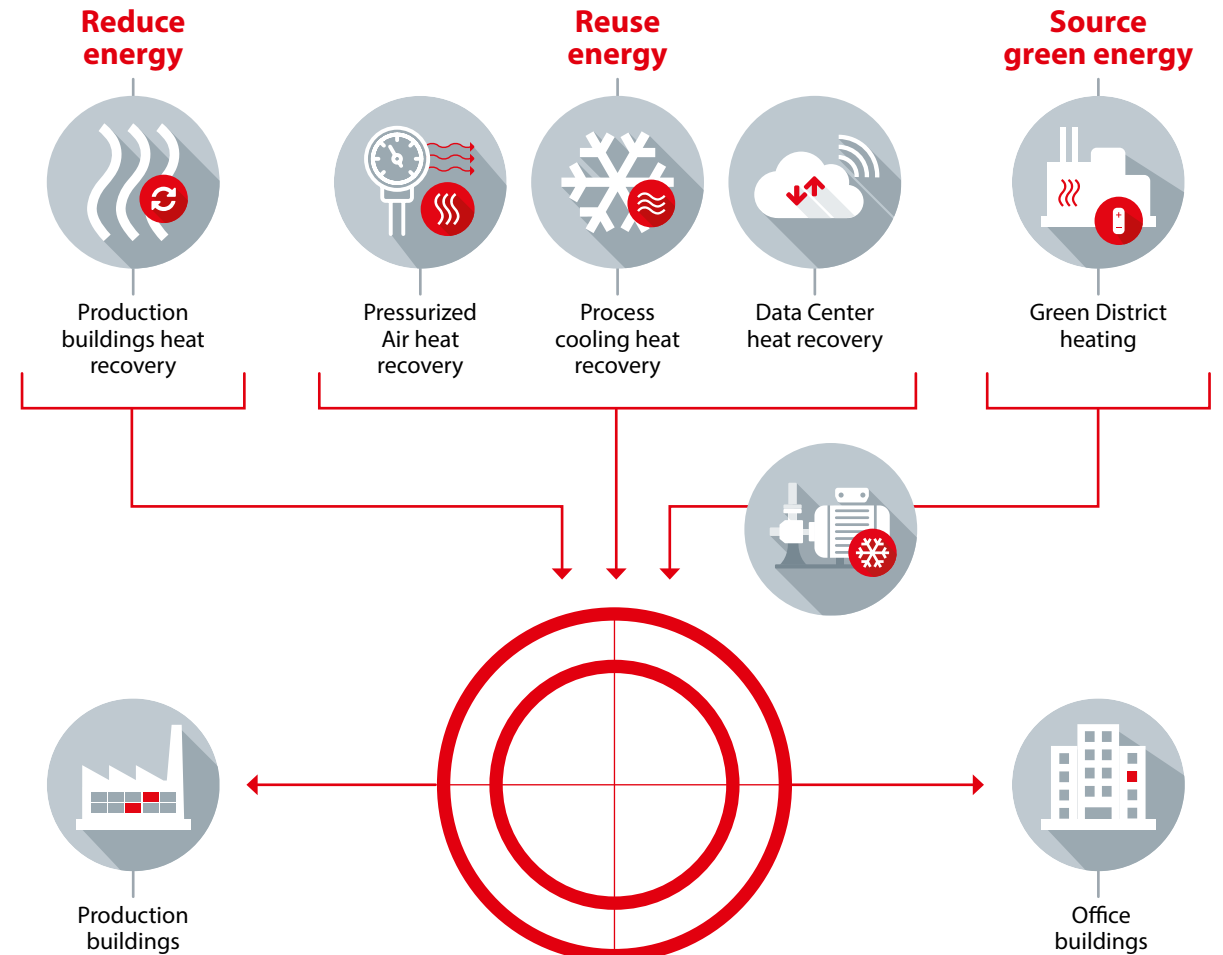 Reduce
energy
Reuse
energy
Source
green energy
Production
buildings heat
recovery
Pressurized
Air heat
recovery
Process
cooling heat
recovery
Data Center
heat recovery
Green District
heating
Production
buildings
Office
buildings